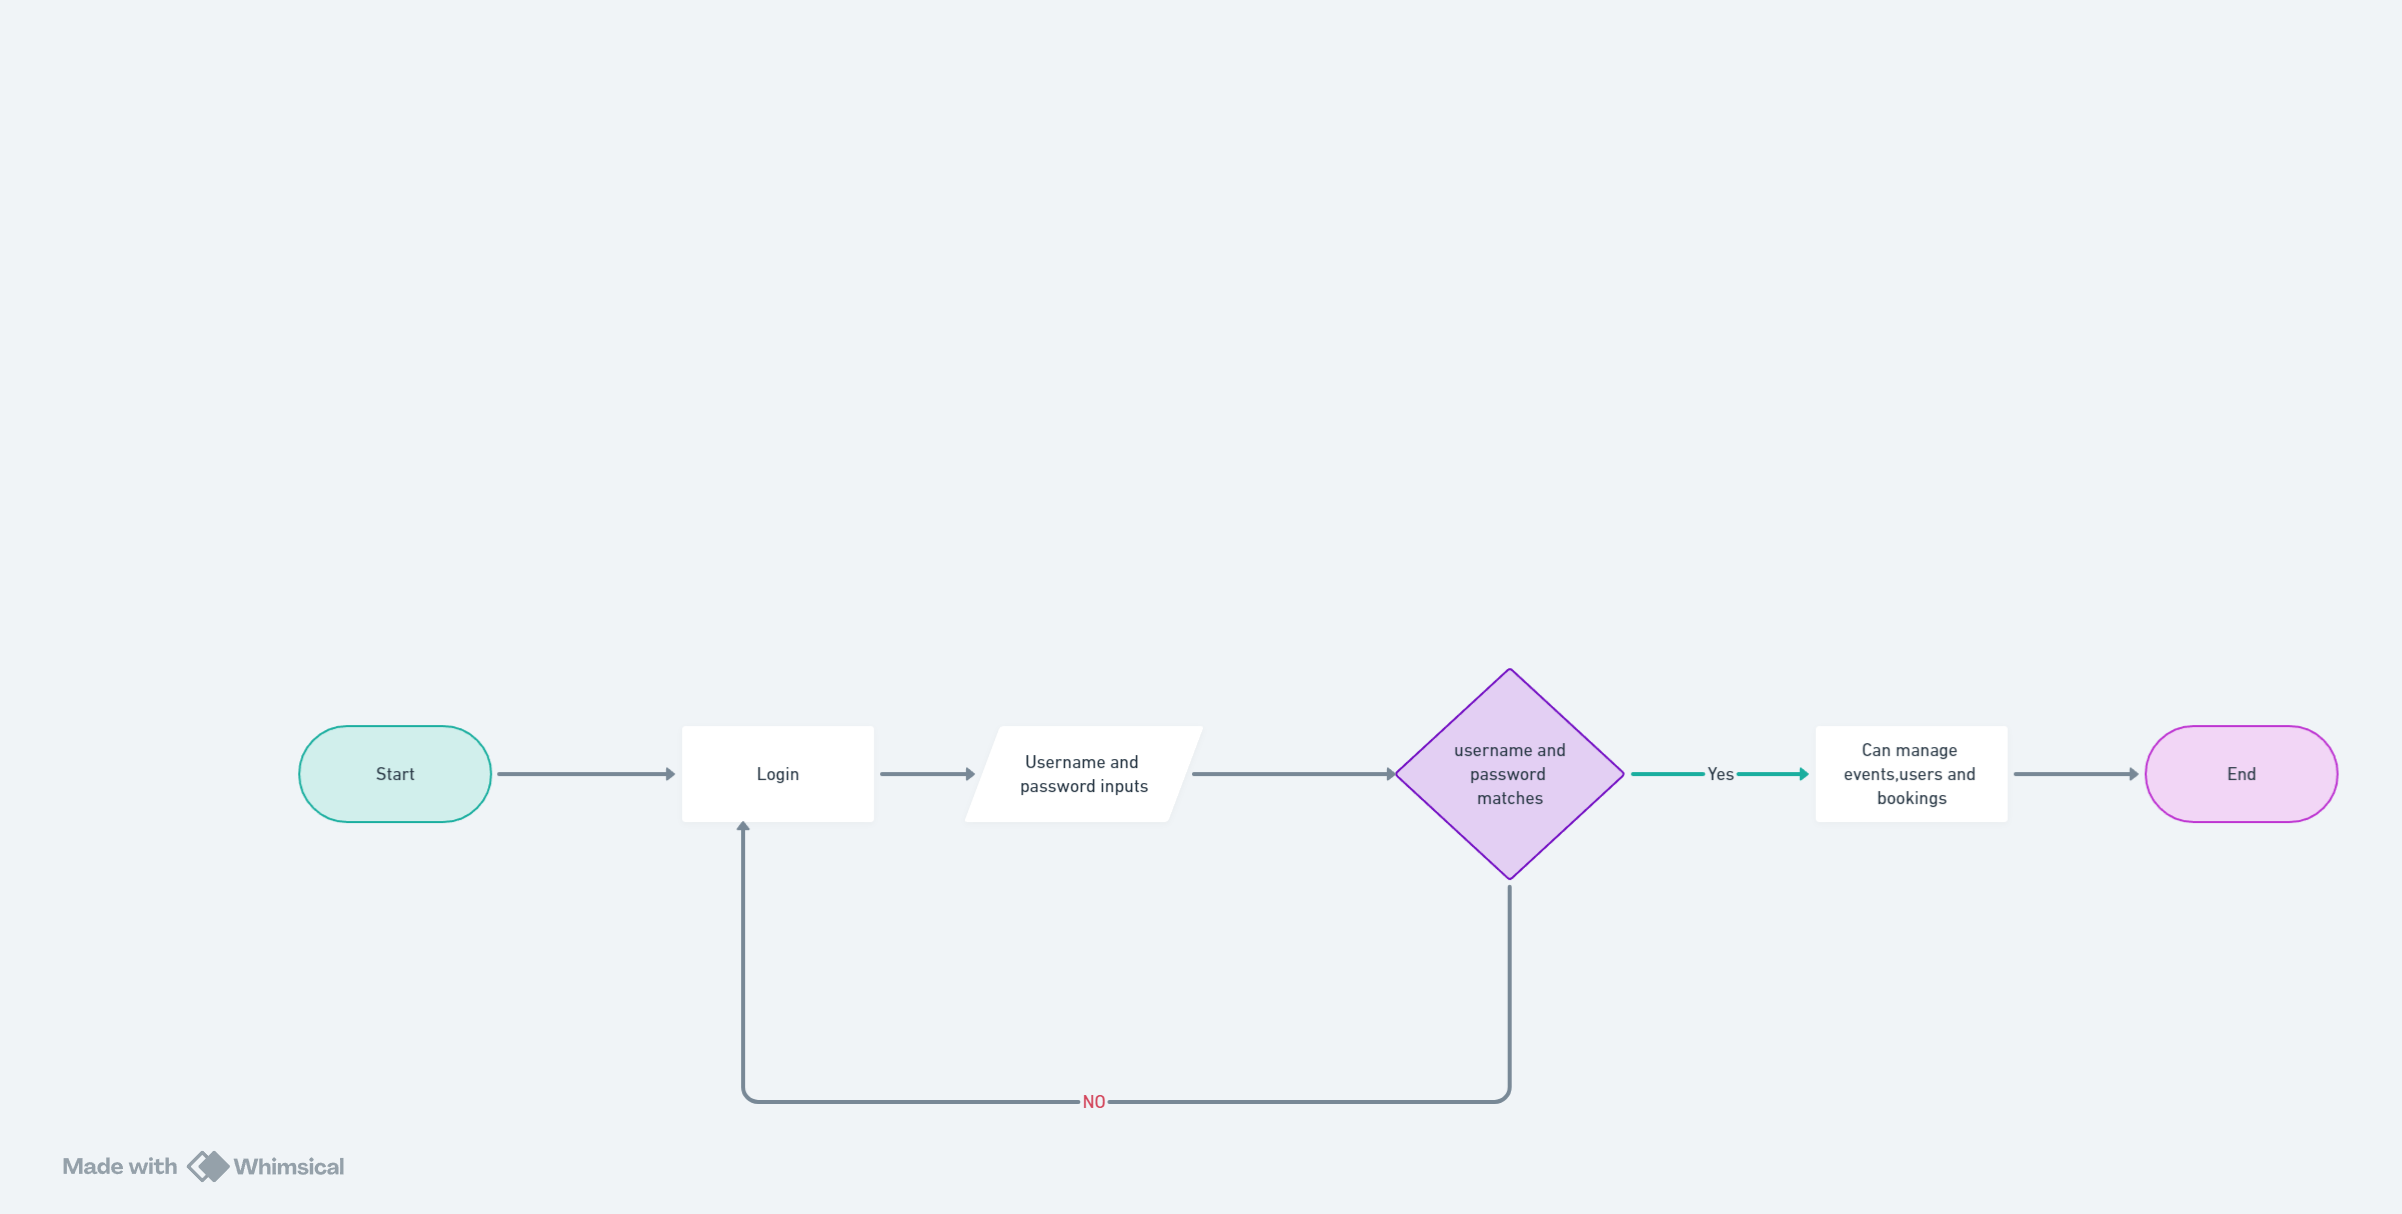 Start
Login
Username and
password inputs
username and
password
matches
Yes
Can manage
events,users and
bookings
End
NO
Made with Whimsical